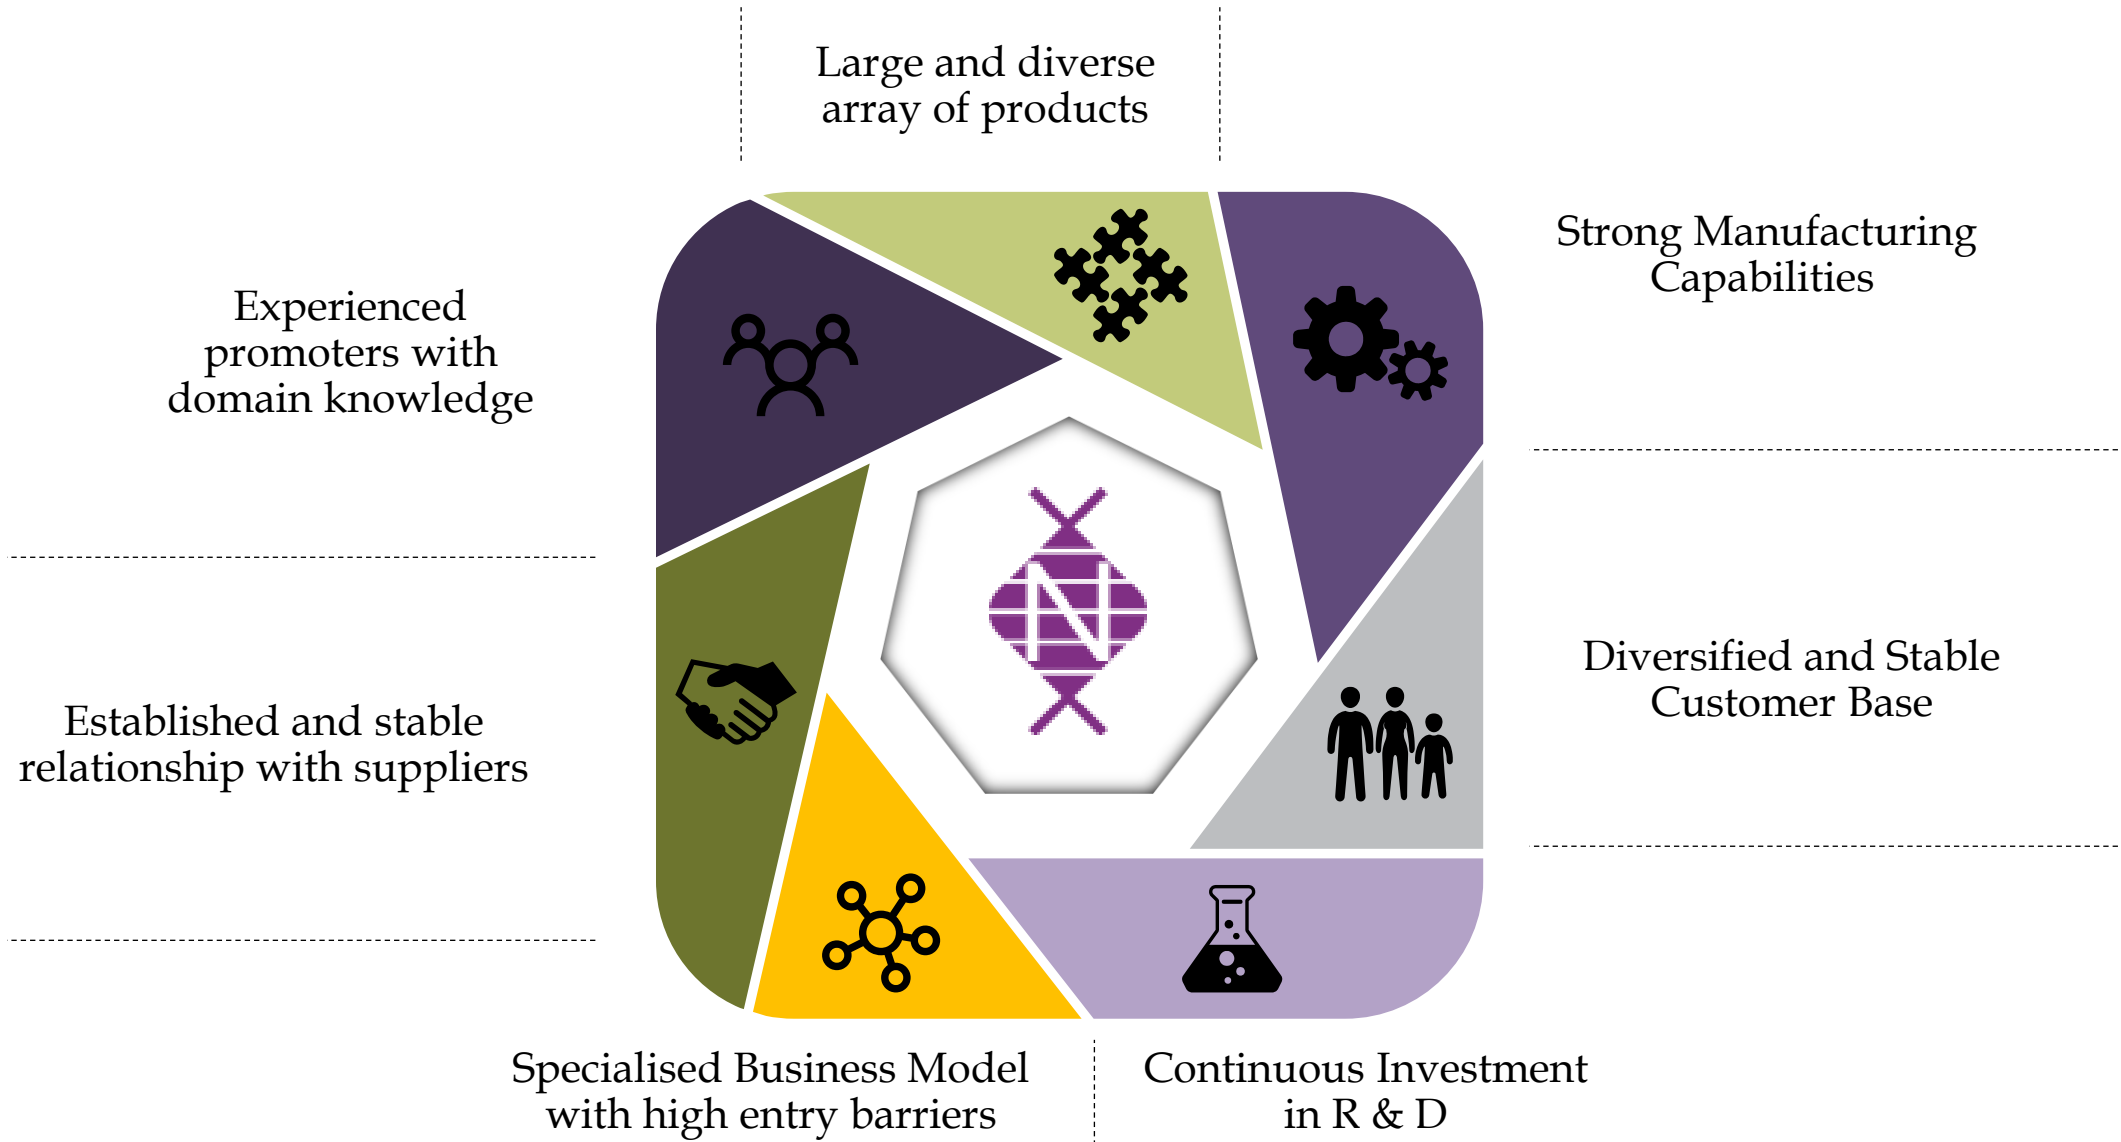 Large and diverse
array of products
Strong Manufacturing
Capabilities
Experienced
promoters with
domain knowledge
Diversified and Stable
Customer Base
Established and stable
relationship with suppliers
N
Specialised Business Model
with high entry barriers
Continuous Investment
in R & D